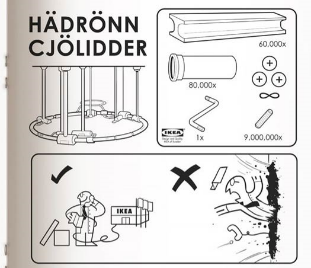 HÄDRÖNN
CJÖLIDDER
60.000x
80.000x
IKEA
1x
9.000.000x
IKEA